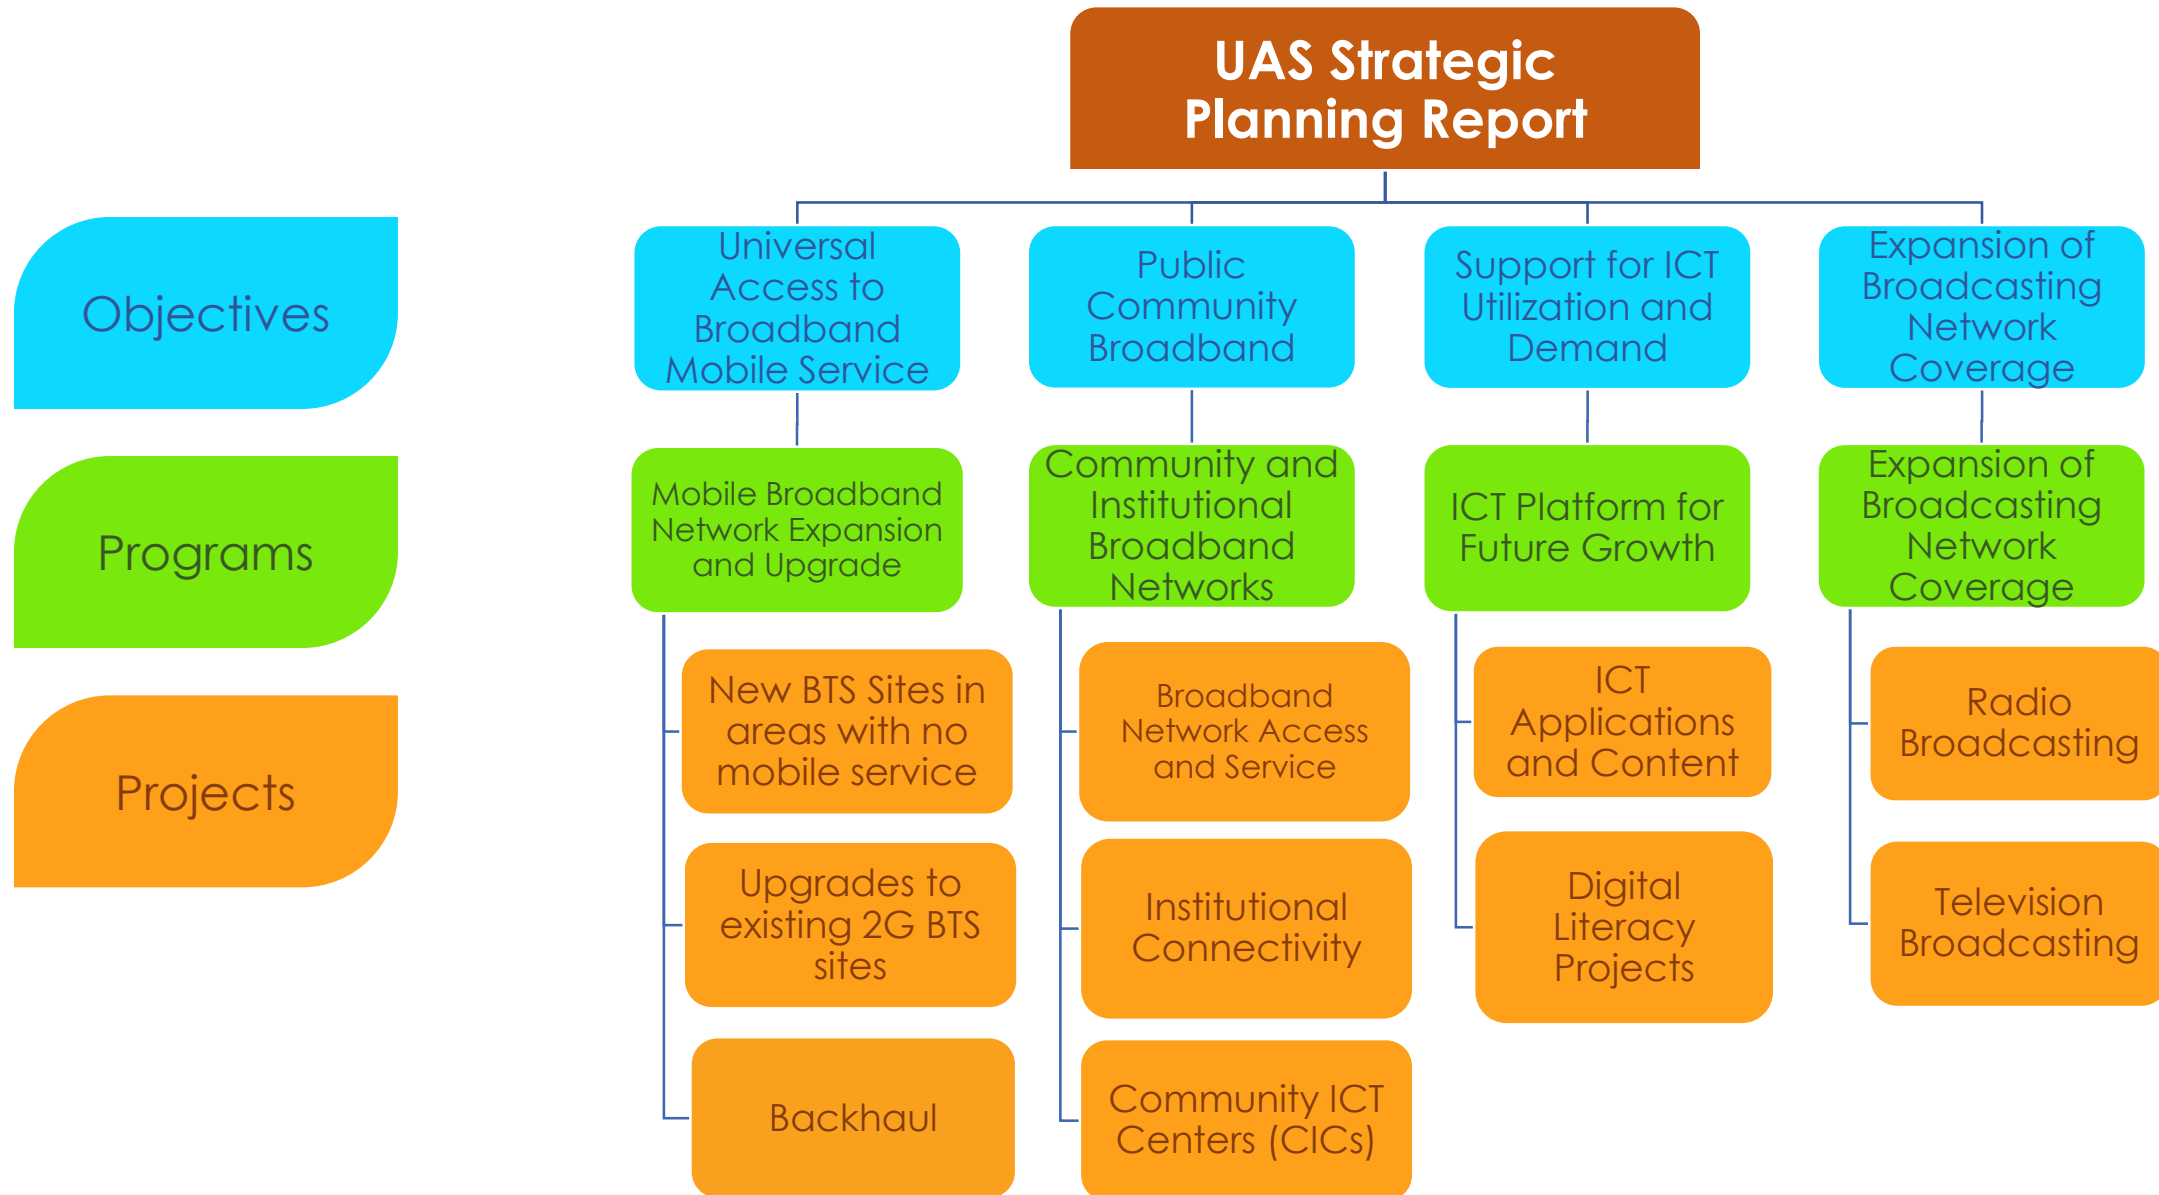 UAS Strategic
Planning Report
Objectives
Universal
Access to
Broadband
Mobile Service
Public
Community
Broadband
Support for ICT
Utilization and
Demand
Expansion of
Broadcasting
Network
Coverage
Programs
Mobile Broadband
Network Expansion
and Upgrade
Community and
Institutional
Broadband
Networks
ICT Platform for
Future Growth
Expansion of
Broadcasting
Network
Coverage
Projects
New BTS Sites in
areas with no
mobile service
Broadband
Network Access
and Service
ICT
Applications
and Content
Radio
Broadcasting
Upgrades to
existing 2G BTS
sites
Institutional
Connectivity
Digital
Literacy
Projects
Television
Broadcasting
Backhaul
Community ICT
Centers (CICs)